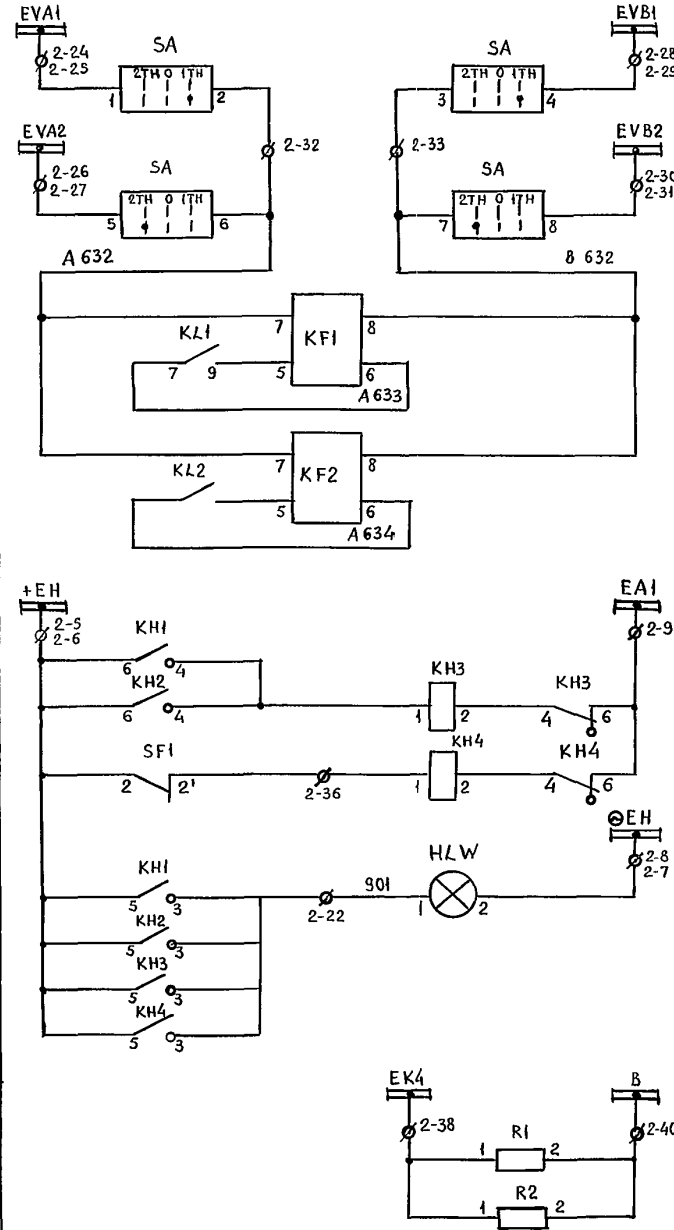 EVA1
EVB1
2-24
2-25
SA
SA
2-28
2-29
2TH 0 1TH
2TH 0 1TH
1 2
3 4
EVA2
2-32
2-33
EVB2
2-26
2-27
SA
SA
2-30
2-31
2TH 0 1TH
2TH 0 1TH
5 6
7 8
A 632
B 632
7 KF1 8
KL1
7 9 5 6
A 633
7 KF2 8
KL2
5 6
A 634
+EH
EA1
2-5
2-6
2-9
KH1
6 4
KH2
6 4
KH3
1 2
KH3
4 6
SF1
2 2'
2-36
KH4
1 2
KH4
4 6
EH
2-8
2-7
KH1
5 3
2-22
901
HLW
1 2
KH2
5 3
KH3
5 3
KH4
5 3
EK4
B
2-38
2-40
R1
1 2
R2
1 2